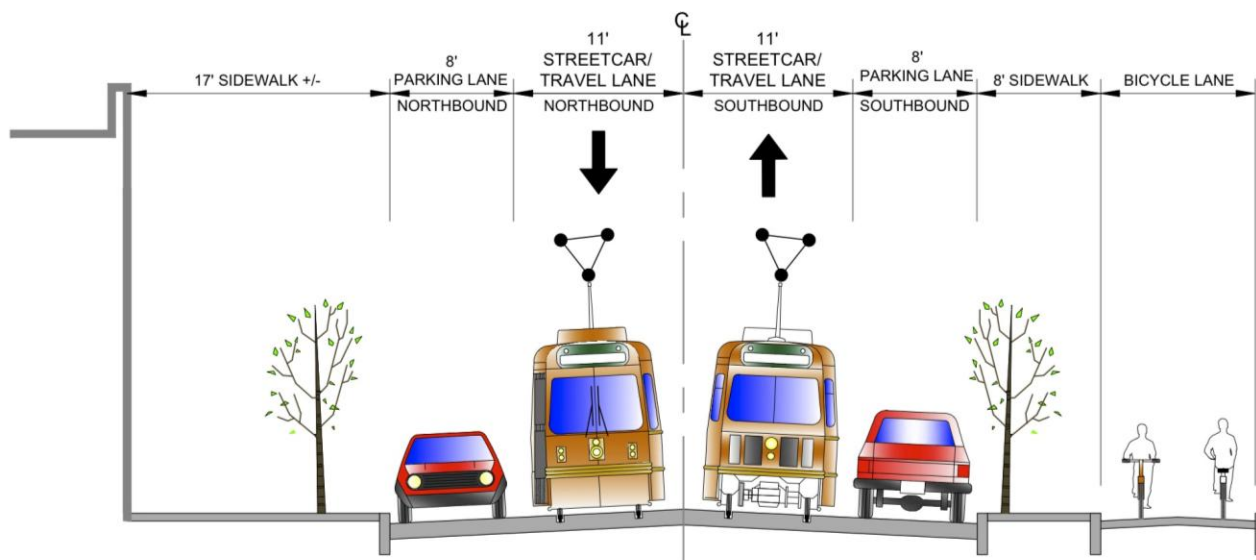 ℄
17' SIDEWALK +/-
8'
PARKING LANE
NORTHBOUND
11'
STREETCAR/
TRAVEL LANE
NORTHBOUND
11'
STREETCAR/
TRAVEL LANE
SOUTHBOUND
8'
PARKING LANE
SOUTHBOUND
8' SIDEWALK
BICYCLE LANE